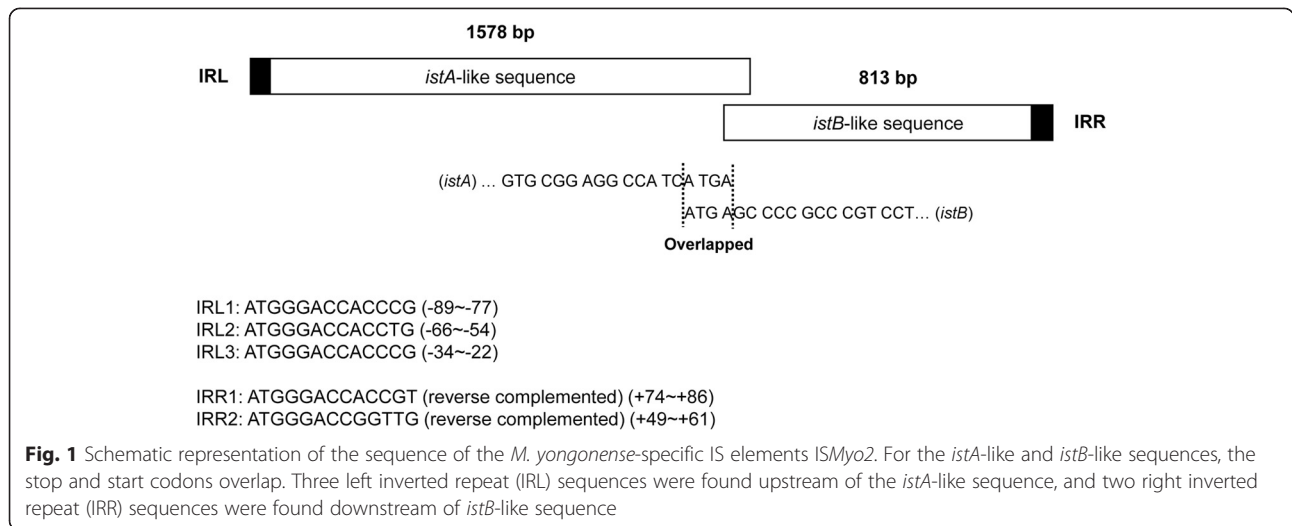 1578 bp
IRL
istA-like sequence
813 bp
istB-like sequence
IRR
(istA) ... GTG CGG AGG CCA TCA TGA
ATG AGC CCC GCC CGT CCT... (istB)
Overlapped
IRL1: ATGGGACCACCCG (-89~-77)
IRL2: ATGGGACCACCTG (-66~-54)
IRL3: ATGGGACCACCCG (-34~-22)
IRR1: ATGGGACCACCGT (reverse complemented) (+74~+86)
IRR2: ATGGGACCGGTTG (reverse complemented) (+49~+61)
Fig. 1 Schematic representation of the sequence of the M. yongonense-specific IS elements ISMyo2. For the istA-like and istB-like sequences, the
stop and start codons overlap. Three left inverted repeat (IRL) sequences were found upstream of the istA-like sequence, and two right inverted
repeat (IRR) sequences were found downstream of istB-like sequence